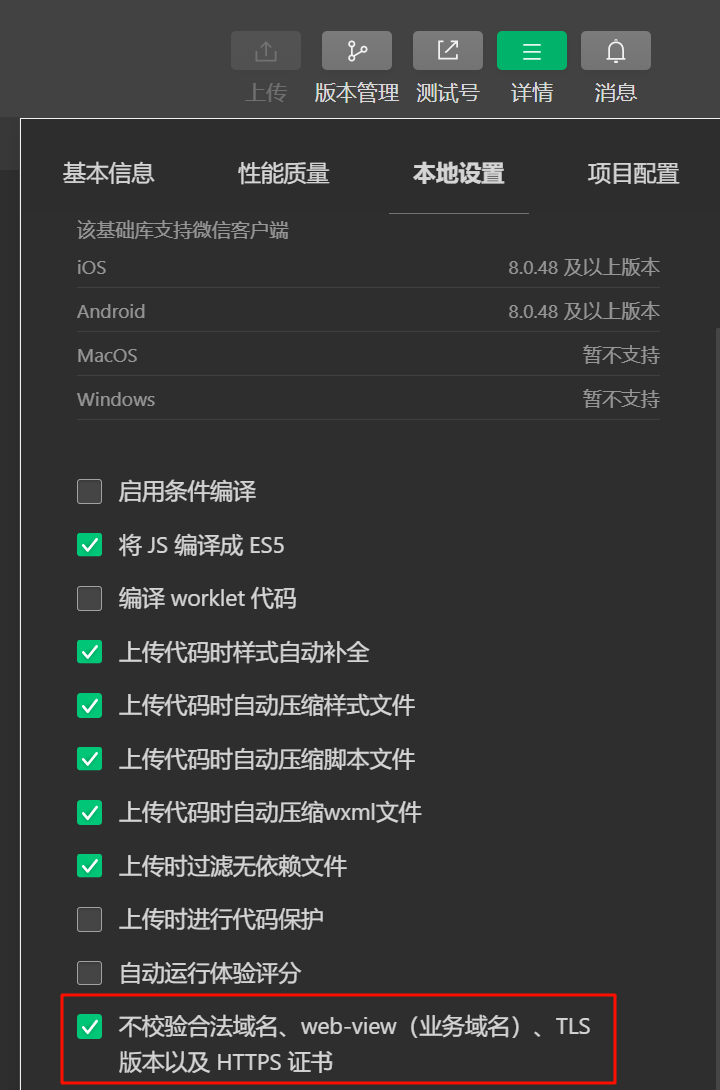 上传 版本管理 测试号 详情 消息
基本信息 性能质量 本地设置 项目配置
该基础库支持微信客户端
iOS 8.0.48 及以上版本
Android 8.0.48 及以上版本
MacOS 暂不支持
Windows 暂不支持
启用条件编译
将 JS 编译成 ES5
编译 worklet 代码
上传代码时样式自动补全
上传代码时自动压缩样式文件
上传代码时自动压缩脚本文件
上传代码时自动压缩wxml文件
上传时过滤无依赖文件
上传时进行代码保护
自动运行体验评分
不校验合法域名、web-view（业务域名）、TLS
版本以及 HTTPS 证书